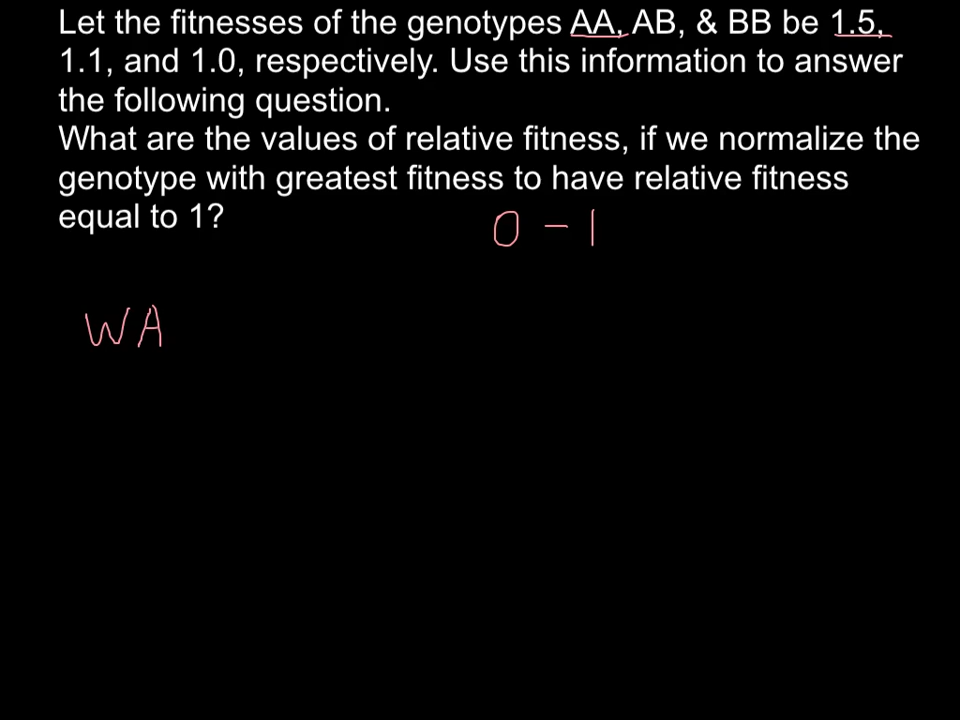 Let the fitnesses of the genotypes AA, AB, & BB be 1.5,
1.1, and 1.0, respectively. Use this information to answer
the following question.
What are the values of relative fitness, if we normalize the
genotype with greatest fitness to have relative fitness
equal to 1?
0 - 1
WA